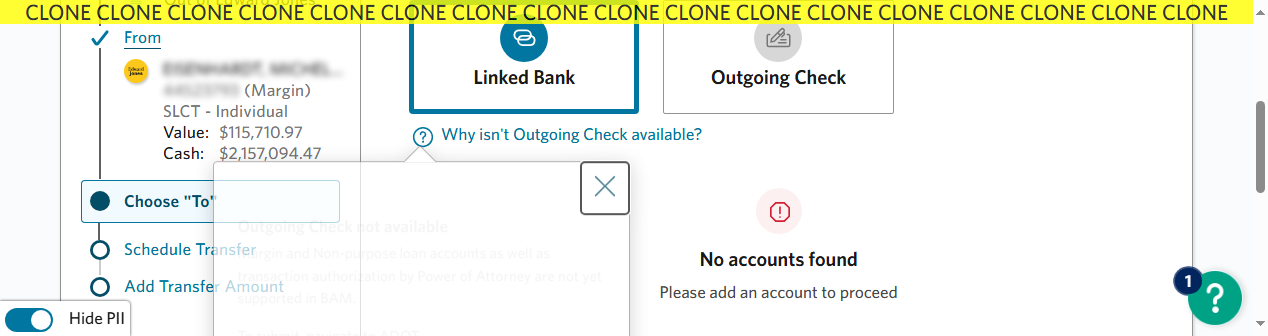 CLONE CLONE CLONE CLONE CLONE CLONE CLONE CLONE CLONE CLONE CLONE CLONE CLONE CLONE CLONE CLONE CLONE
From
Edward Jones
(Margin)
SLCT - Individual
Value: $115,710.97
Cash: $2,157,094.47
Choose "To"
Schedule Transfer
Add Transfer Amount
Hide PII
Linked Bank
Outgoing Check
Why isn't Outgoing Check available?
Outgoing Check not available
Margin and Non-purpose loan accounts as well as
transaction authorization by Power of Attorney are not yet
supported in BAM.
No accounts found
Please add an account to proceed
1